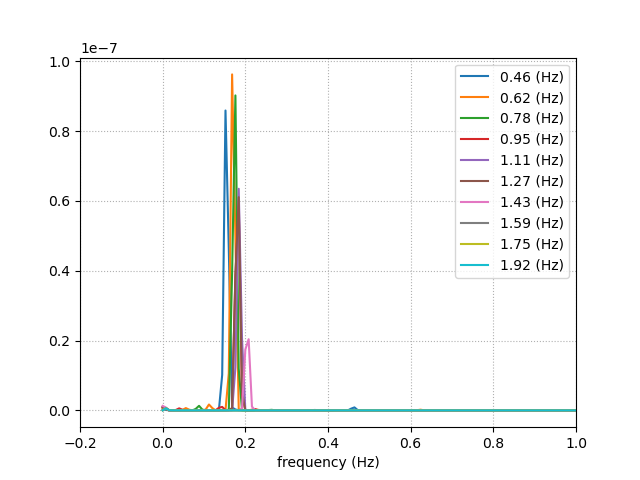 1e−7
1.0
0.8
0.6
0.4
0.2
0.0
0.46 (Hz)
0.62 (Hz)
0.78 (Hz)
0.95 (Hz)
1.11 (Hz)
1.27 (Hz)
1.43 (Hz)
1.59 (Hz)
1.75 (Hz)
1.92 (Hz)
−0.2 0.0 0.2 0.4 0.6 0.8 1.0
frequency (Hz)